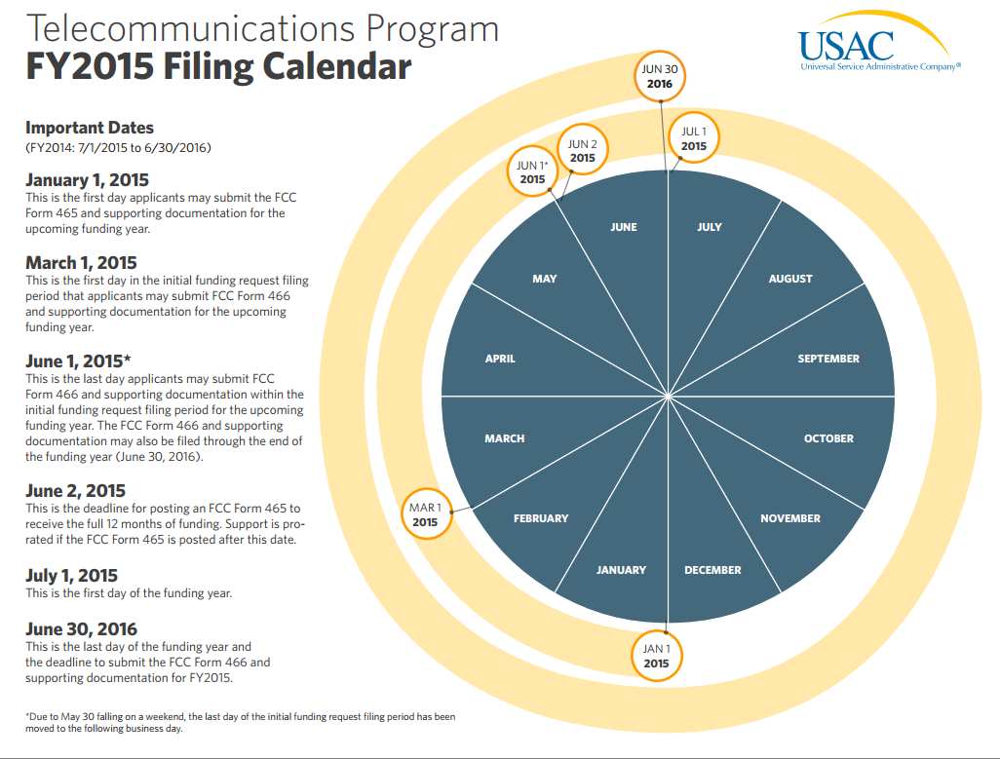 Telecommunications Program
FY2015 Filing Calendar
USAC
Universal Service Administrative Company®
Important Dates
(FY2014: 7/1/2015 to 6/30/2016)
January 1, 2015
This is the first day applicants may submit the FCC
Form 465 and supporting documentation for the
upcoming funding year.
March 1, 2015
This is the first day in the initial funding request filing
period that applicants may submit FCC Form 466
and supporting documentation for the upcoming
funding year.
June 1, 2015*
This is the last day applicants may submit FCC
Form 466 and supporting documentation within the
initial funding request filing period for the upcoming
funding year. The FCC Form 466 and supporting
documentation may also be filed through the end of
the funding year (June 30, 2016).
June 2, 2015
This is the deadline for posting an FCC Form 465 to
receive the full 12 months of funding. Support is pro-
rated if the FCC Form 465 is posted after this date.
July 1, 2015
This is the first day of the funding year.
June 30, 2016
This is the last day of the funding year and
the deadline to submit the FCC Form 466 and
supporting documentation for FY2015.
*Due to May 30 falling on a weekend, the last day of the initial funding request filing period has been
moved to the following business day.
JUN 30
2016
JUL 1
2015
JUN 2
2015
JUN 1*
2015
MAR 1
2015
JAN 1
2015
JUNE
JULY
MAY
AUGUST
APRIL
SEPTEMBER
MARCH
OCTOBER
FEBRUARY
NOVEMBER
JANUARY
DECEMBER